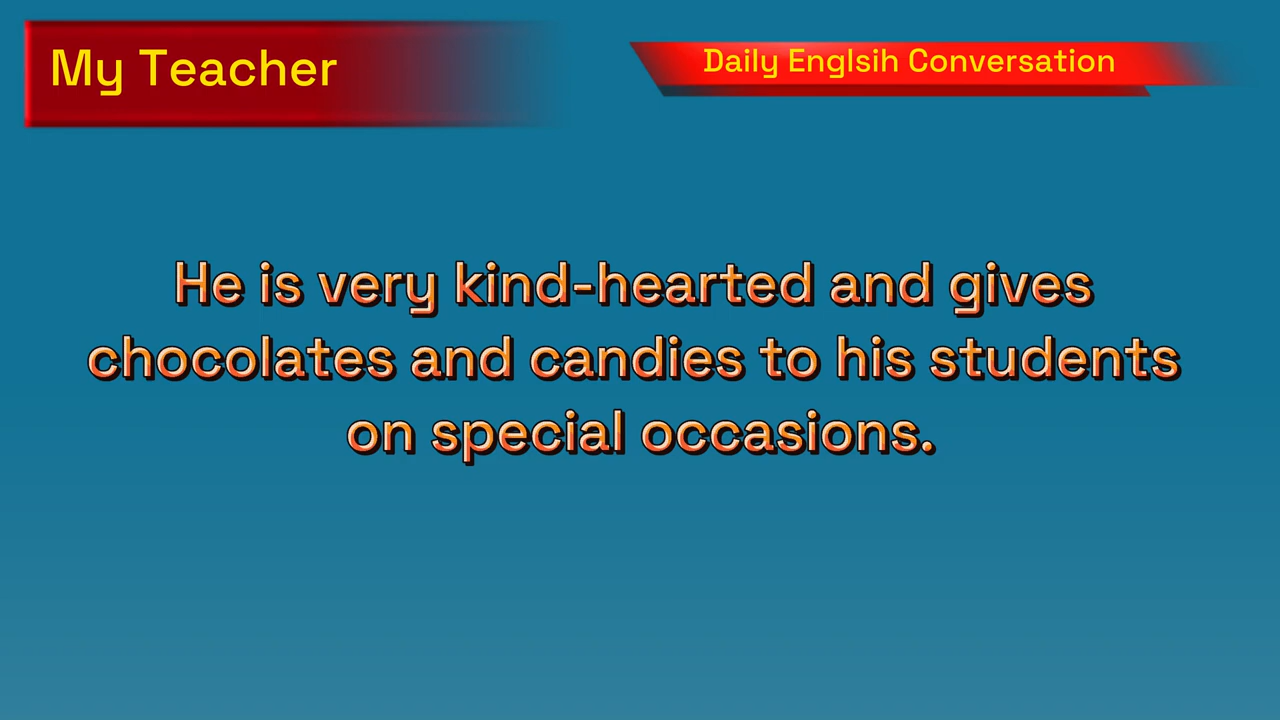 My Teacher
Daily Englsih Conversation
He is very kind-hearted and gives
chocolates and candies to his students
on special occasions.